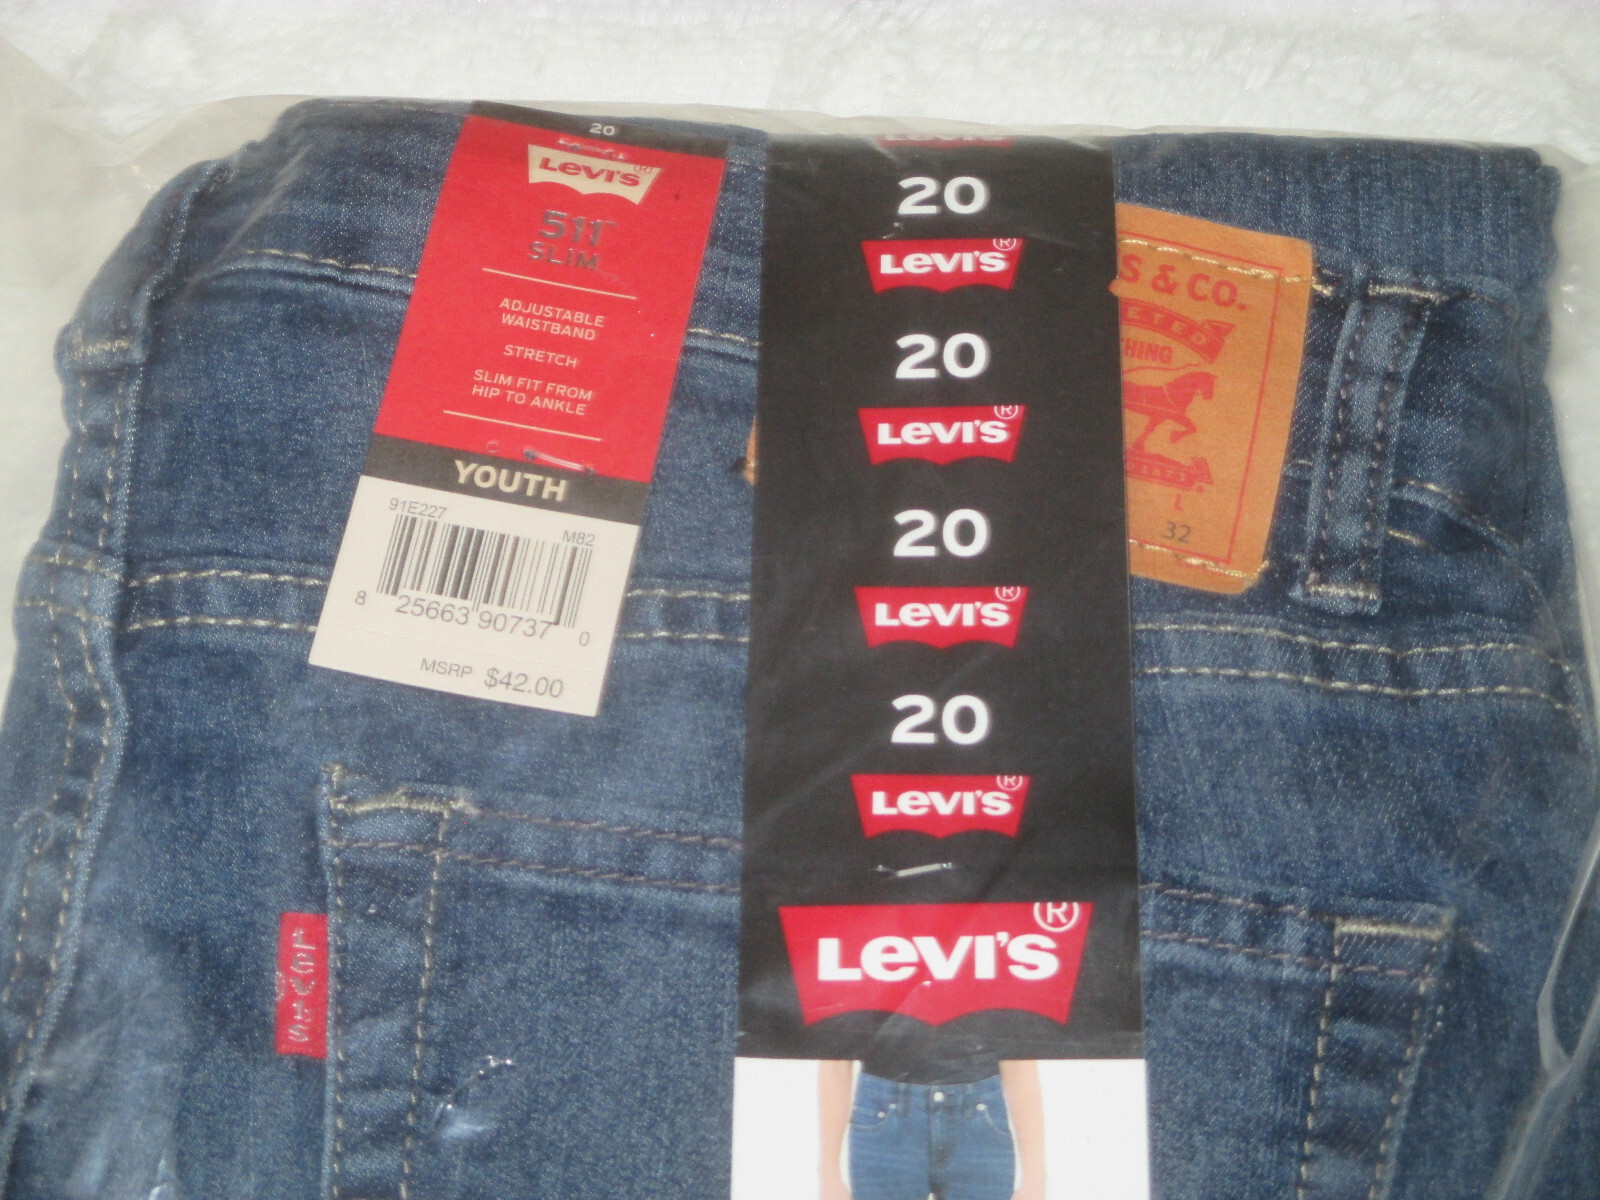 20
LEVI'S®
511™
SLIM
ADJUSTABLE
WAISTBAND
STRETCH
SLIM FIT FROM
HIP TO ANKLE
YOUTH
91E227
M82
8 25663 90737 0
MSRP $42.00
LEVI'S
20
LEVI'S®
20
LEVI'S®
20
LEVI'S®
20
LEVI'S®
LEVI'S®
S & CO.
L
32
LEVI'S